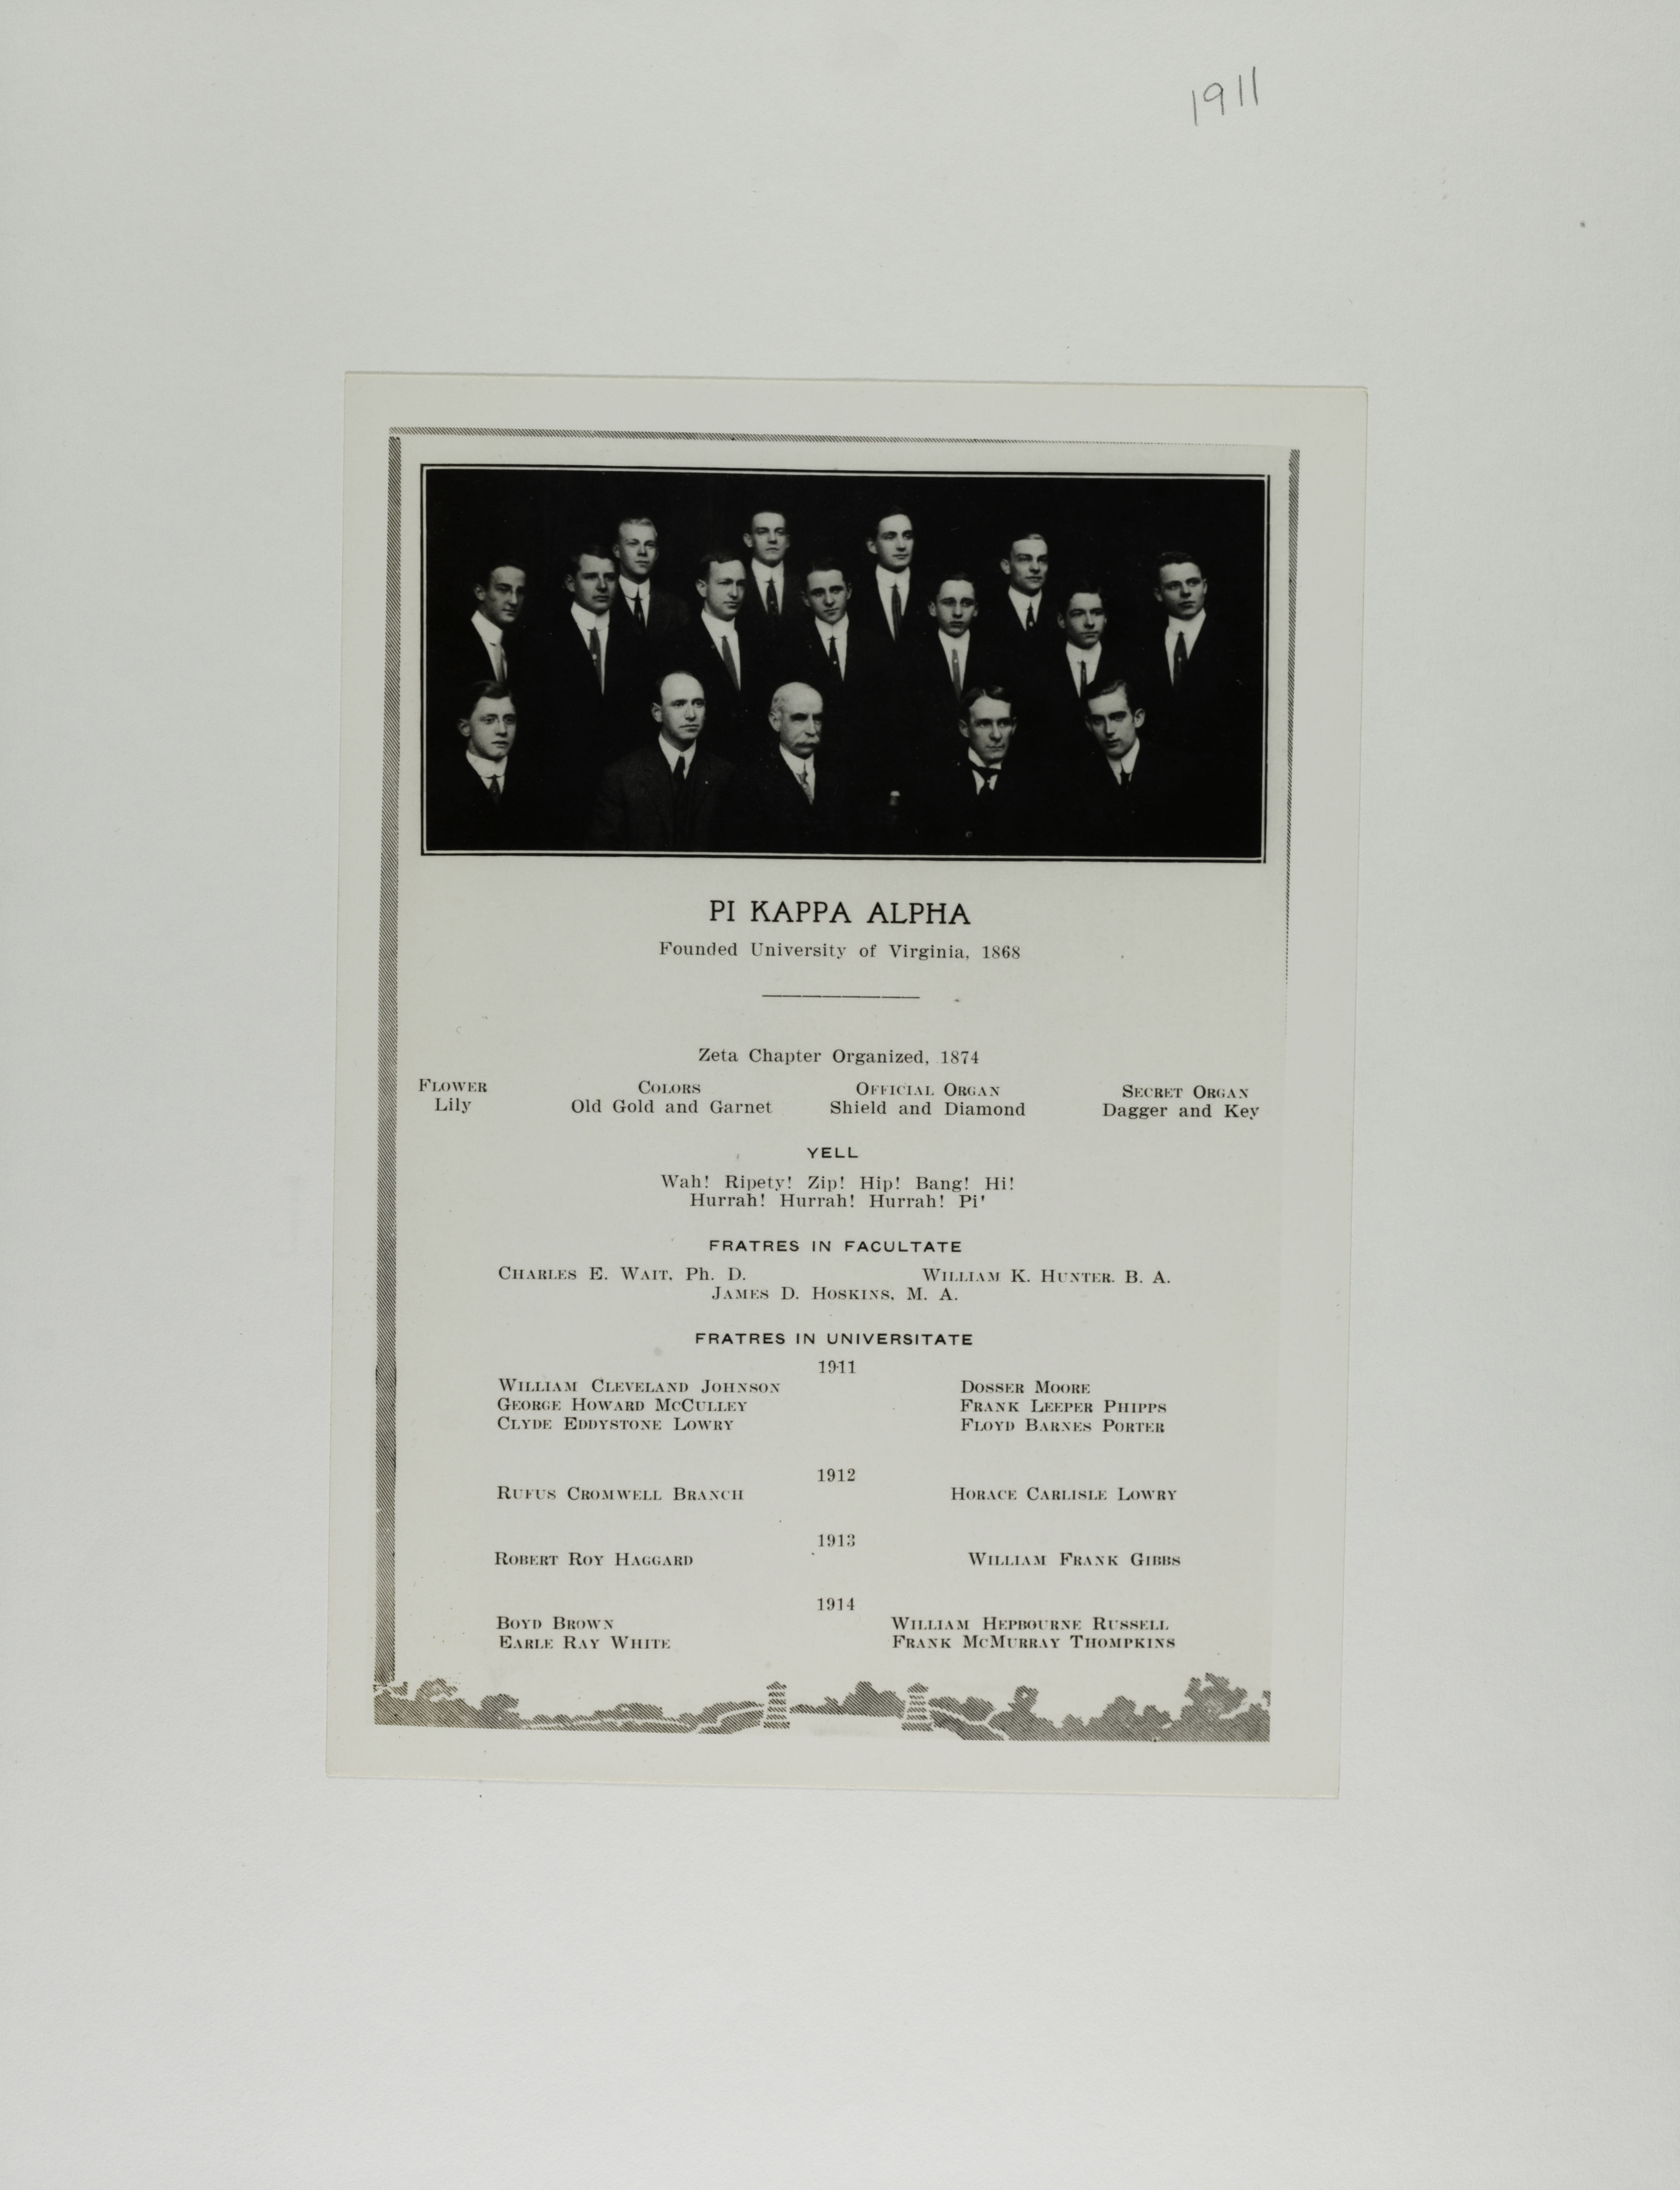 1911
PI KAPPA ALPHA
Founded University of Virginia, 1868
Zeta Chapter Organized, 1874
FLOWER COLORS OFFICIAL ORGAN SECRET ORGAN
Lily Old Gold and Garnet Shield and Diamond Dagger and Key
YELL
Wah! Ripety! Zip! Hip! Bang! Hi!
Hurrah! Hurrah! Hurrah! Pi'
FRATRES IN FACULTATE
CHARLES E. WAIT, Ph. D. WILLIAM K. HUNTER. B. A.
JAMES D. HOSKINS, M. A.
FRATRES IN UNIVERSITATE
1911
WILLIAM CLEVELAND JOHNSON DOSSER MOORE
GEORGE HOWARD MCCULLEY FRANK LEEPER PHIPPS
CLYDE EDDYSTONE LOWRY FLOYD BARNES PORTER
1912
RUFUS CROMWELL BRANCH HORACE CARLISLE LOWRY
1913
ROBERT ROY HAGGARD WILLIAM FRANK GIBBS
1914
BOYD BROWN WILLIAM HEPBOURNE RUSSELL
EARLE RAY WHITE FRANK MCMURRAY THOMPKINS